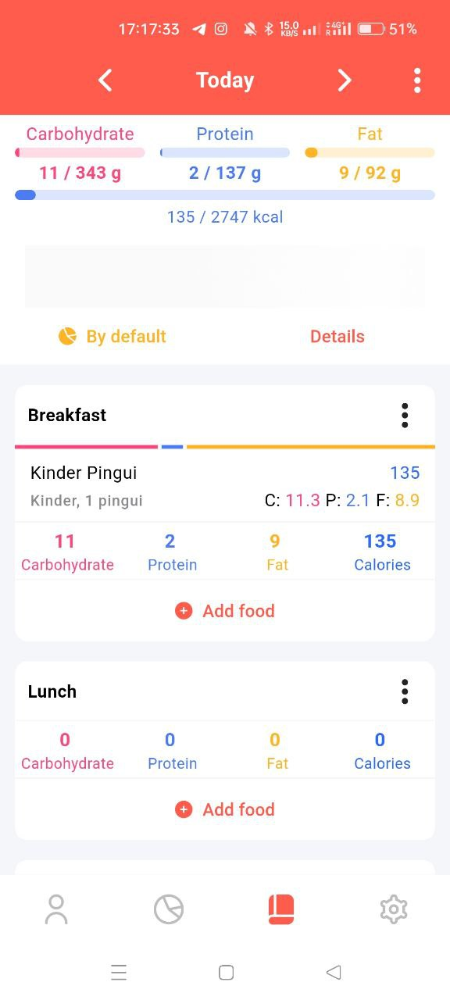 17:17:33 15.0 KB/S 4G+ R 51%
Today
Carbohydrate Protein Fat
11 / 343 g 2 / 137 g 9 / 92 g
135 / 2747 kcal
By default Details
Breakfast
Kinder Pingui 135
Kinder, 1 pingui C: 11.3 P: 2.1 F: 8.9
11 2 9 135
Carbohydrate Protein Fat Calories
Add food
Lunch
0 0 0 0
Carbohydrate Protein Fat Calories
Add food